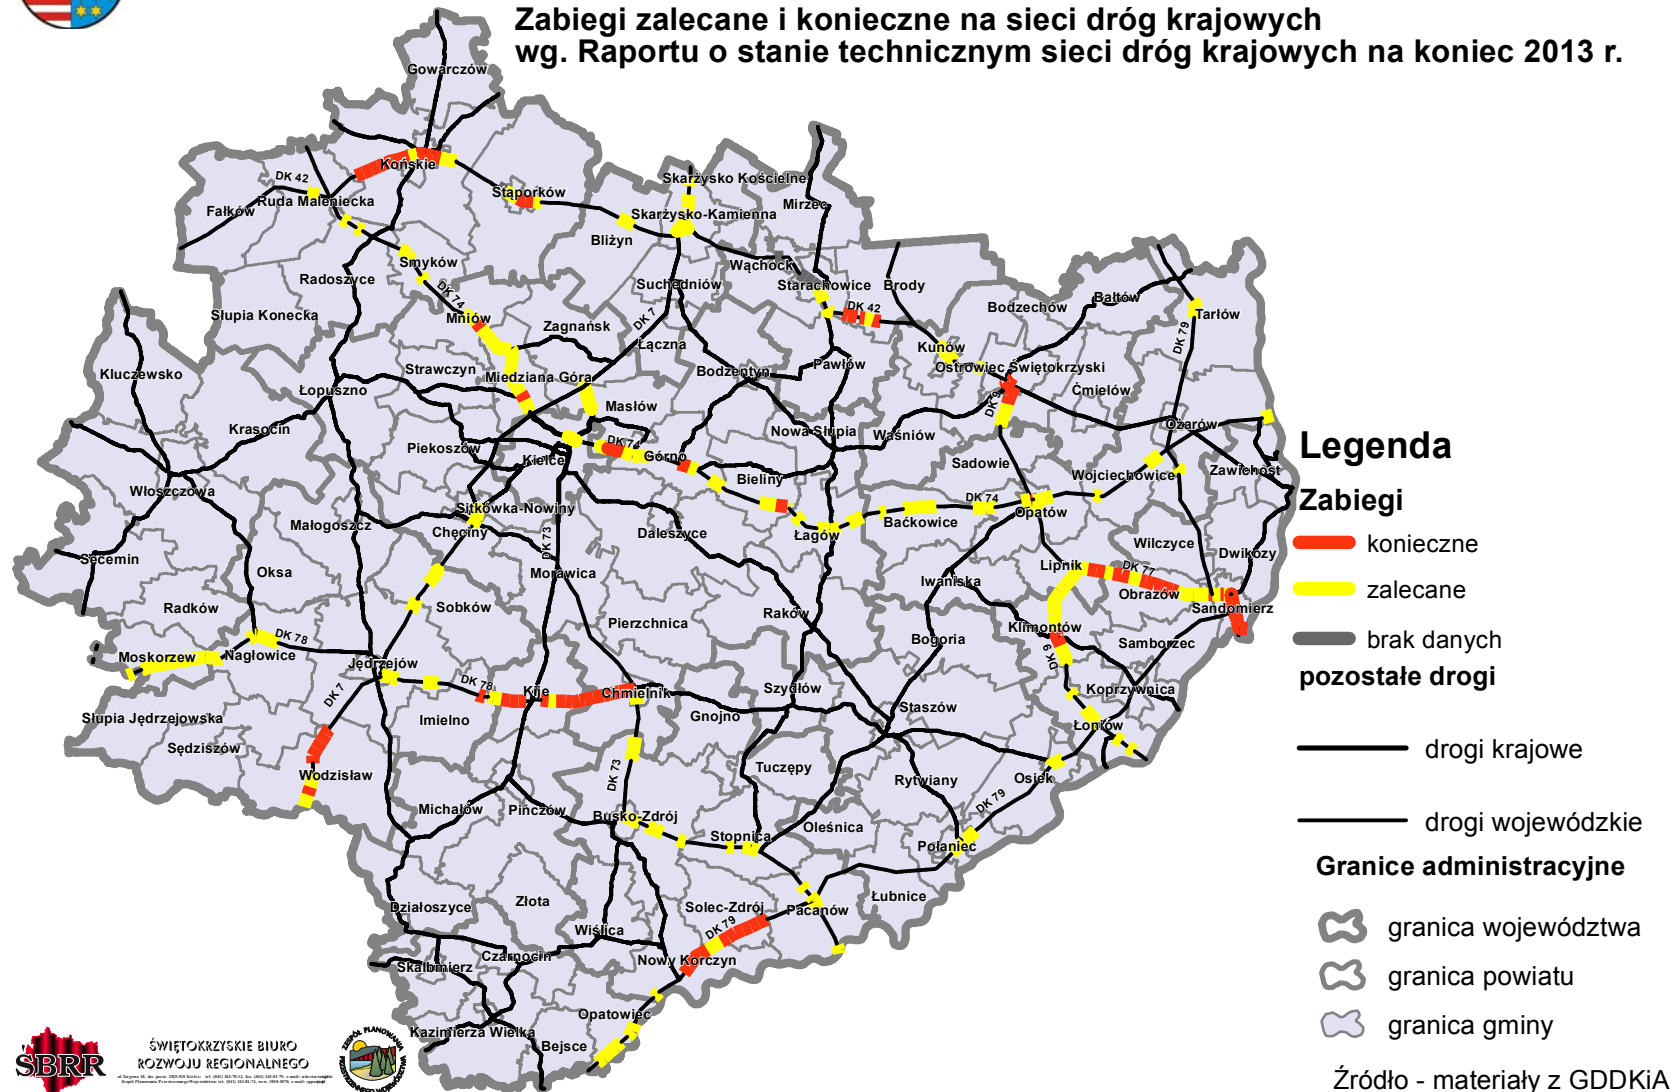 Zabiegi zalecane i konieczne na sieci dróg krajowych
wg. Raportu o stanie technicznym sieci dróg krajowych na koniec 2013 r.
Gowarczów
Końskie
DK 42
Ruda Maleniecka
Fałków
Stąporków
Skarżysko Kościelne
Skarżysko-Kamienna
Mirzec
Bliżyn
Smyków
Radoszyce
Wąchock
Suchedniów
Starachowice
Brody
DK 74
Słupia Konecka
Mniów
Zagnańsk
DK 7
Łączna
DK 42
Bodzechów
Bałtów
Tarłów
DK 79
Kunów
Ostrowiec Świętokrzyski
Kluczewsko
Strawczyn
Miedziana Góra
Bodzentyn
Pawłów
Łopuszno
Ćmielów
DK 9
Masłów
Krasocin
Nowa Słupia
Waśniów
Ożarów
Piekoszów
DK 74
Górno
Kielce
Bieliny
Sadowie
Wojciechowice
Zawichost
Włoszczowa
Małogoszcz
Sitkówka-Nowiny
Chęciny
DK 73
Daleszyce
Łagów
Baćkowice
DK 74
Opatów
Wilczyce
Dwikozy
Secemin
Oksa
Morawica
Iwaniska
Lipnik
DK 77
Obrazów
Sandomierz
Radków
Sobków
Pierzchnica
Raków
Bogoria
Klimontów
Samborzec
DK 9
DK 78
Moskorzew
Nagłowice
Jędrzejów
DK 78
Kije
Chmielnik
Szydłów
Koprzywnica
DK 7
Słupia Jędrzejowska
Imielno
Gnojno
Staszów
Łoniów
Sędziszów
Wodzisław
DK 73
Tuczępy
Rytwiany
Osiek
DK 79
Michałów
Pińczów
Busko-Zdrój
Stopnica
Oleśnica
Połaniec
Działoszyce
Złota
Solec-Zdrój
Pacanów
Łubnice
DK 79
Wiślica
Skalbmierz
Czarnocin
Nowy Korczyn
Opatowiec
Kazimierza Wielka
Bejsce
Legenda
Zabiegi
konieczne
zalecane
brak danych
pozostałe drogi
drogi krajowe
drogi wojewódzkie
Granice administracyjne
granica województwa
granica powiatu
granica gminy
Źródło - materiały z GDDKiA
SBRR
ŚWIĘTOKRZYSKIE BIURO
ROZWOJU REGIONALNEGO